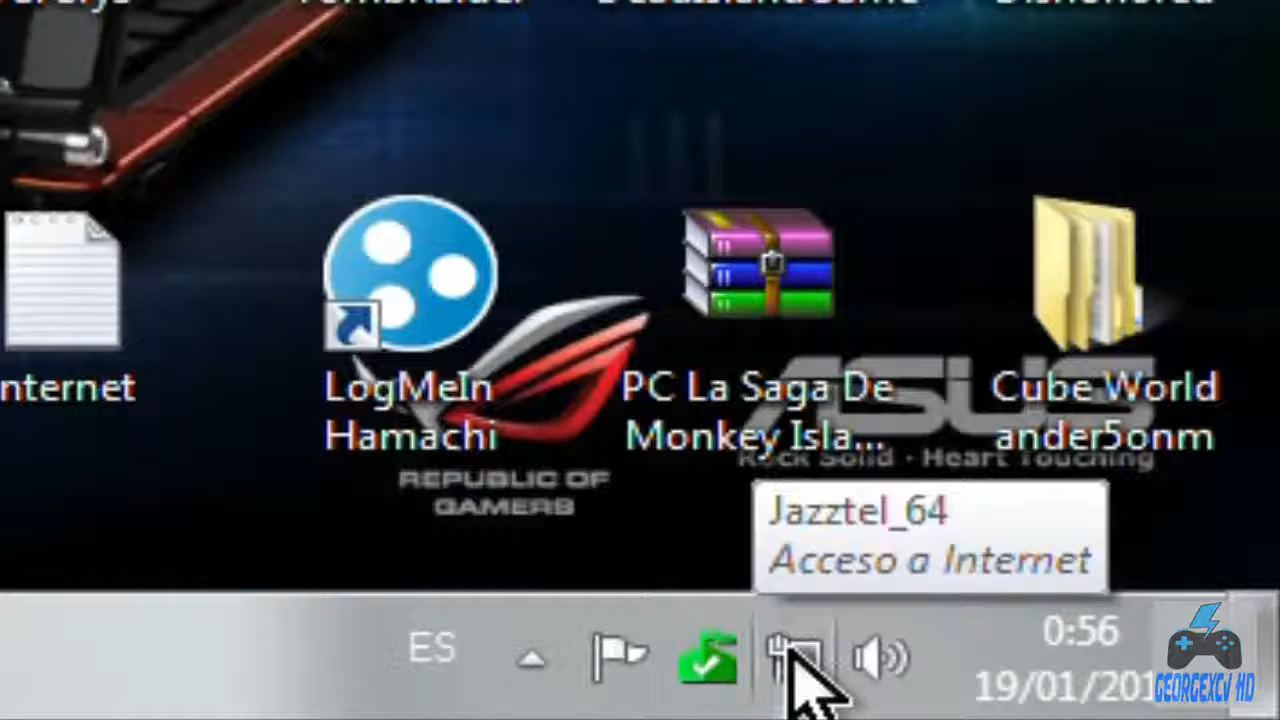 nternet
LogMeIn
Hamachi
PC La Saga De
Monkey Isla...
Cube World
ander5onm
ASUS
Rock Solid · Heart Touching
REPUBLIC OF
GAMERS
Jazztel_64
Acceso a Internet
ES
0:56
19/01/201
GEORGEXCV HD